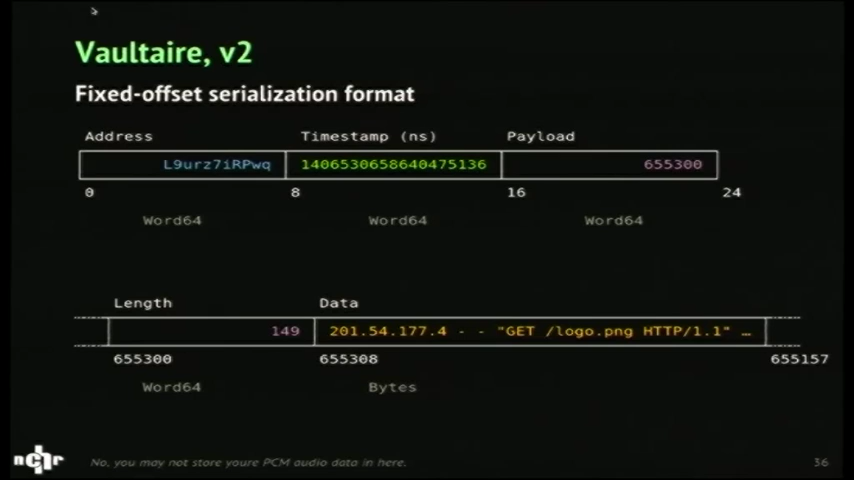 Vaultaire, v2
Fixed-offset serialization format
Address Timestamp (ns) Payload
L9urz7iRPwq 1406530658640475136 655300
0 8 16 24
Word64 Word64 Word64
Length Data
149 201.54.177.4 - - "GET /logo.png HTTP/1.1" …
655300 655308 655157
Word64 Bytes
nchr No, you may not store youre PCM audio data in here. 36